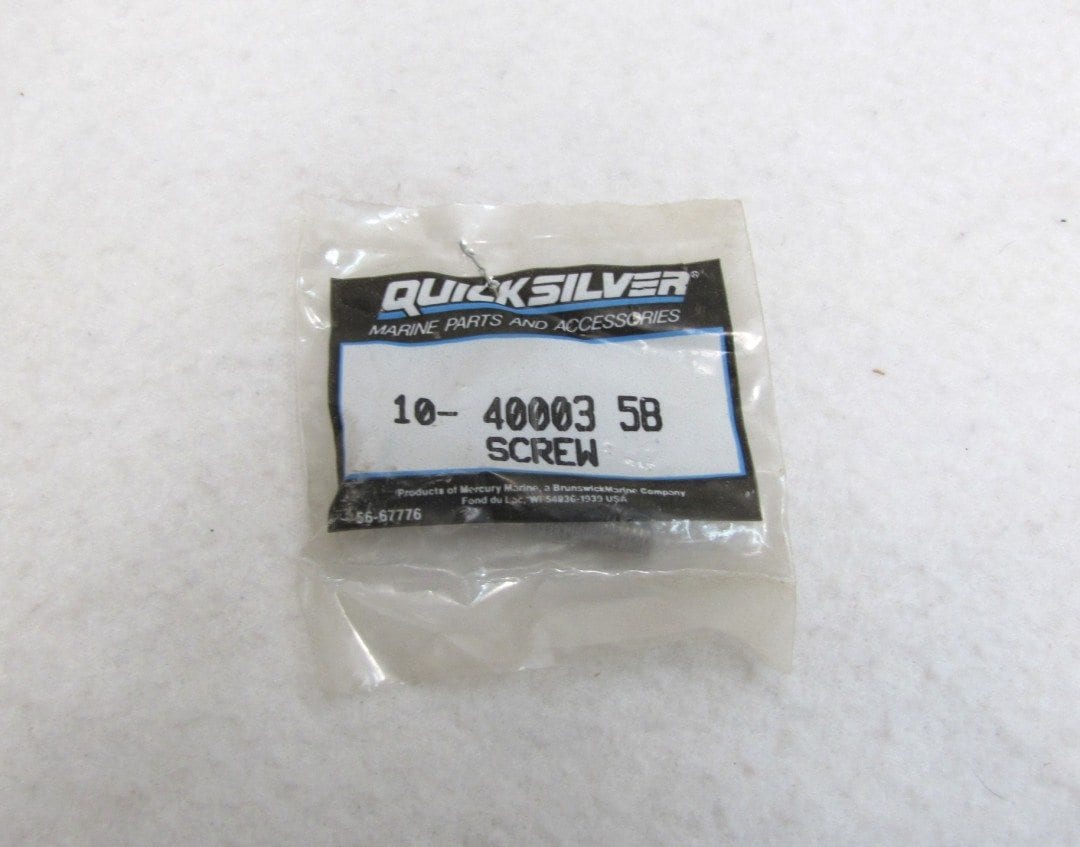 QUICKSILVER®
MARINE PARTS AND ACCESSORIES
10- 40003 58
SCREW
Products of Mercury Marine, a Brunswick Marine Company
Fond du Lac, WI 54936-1939 USA
56-67776